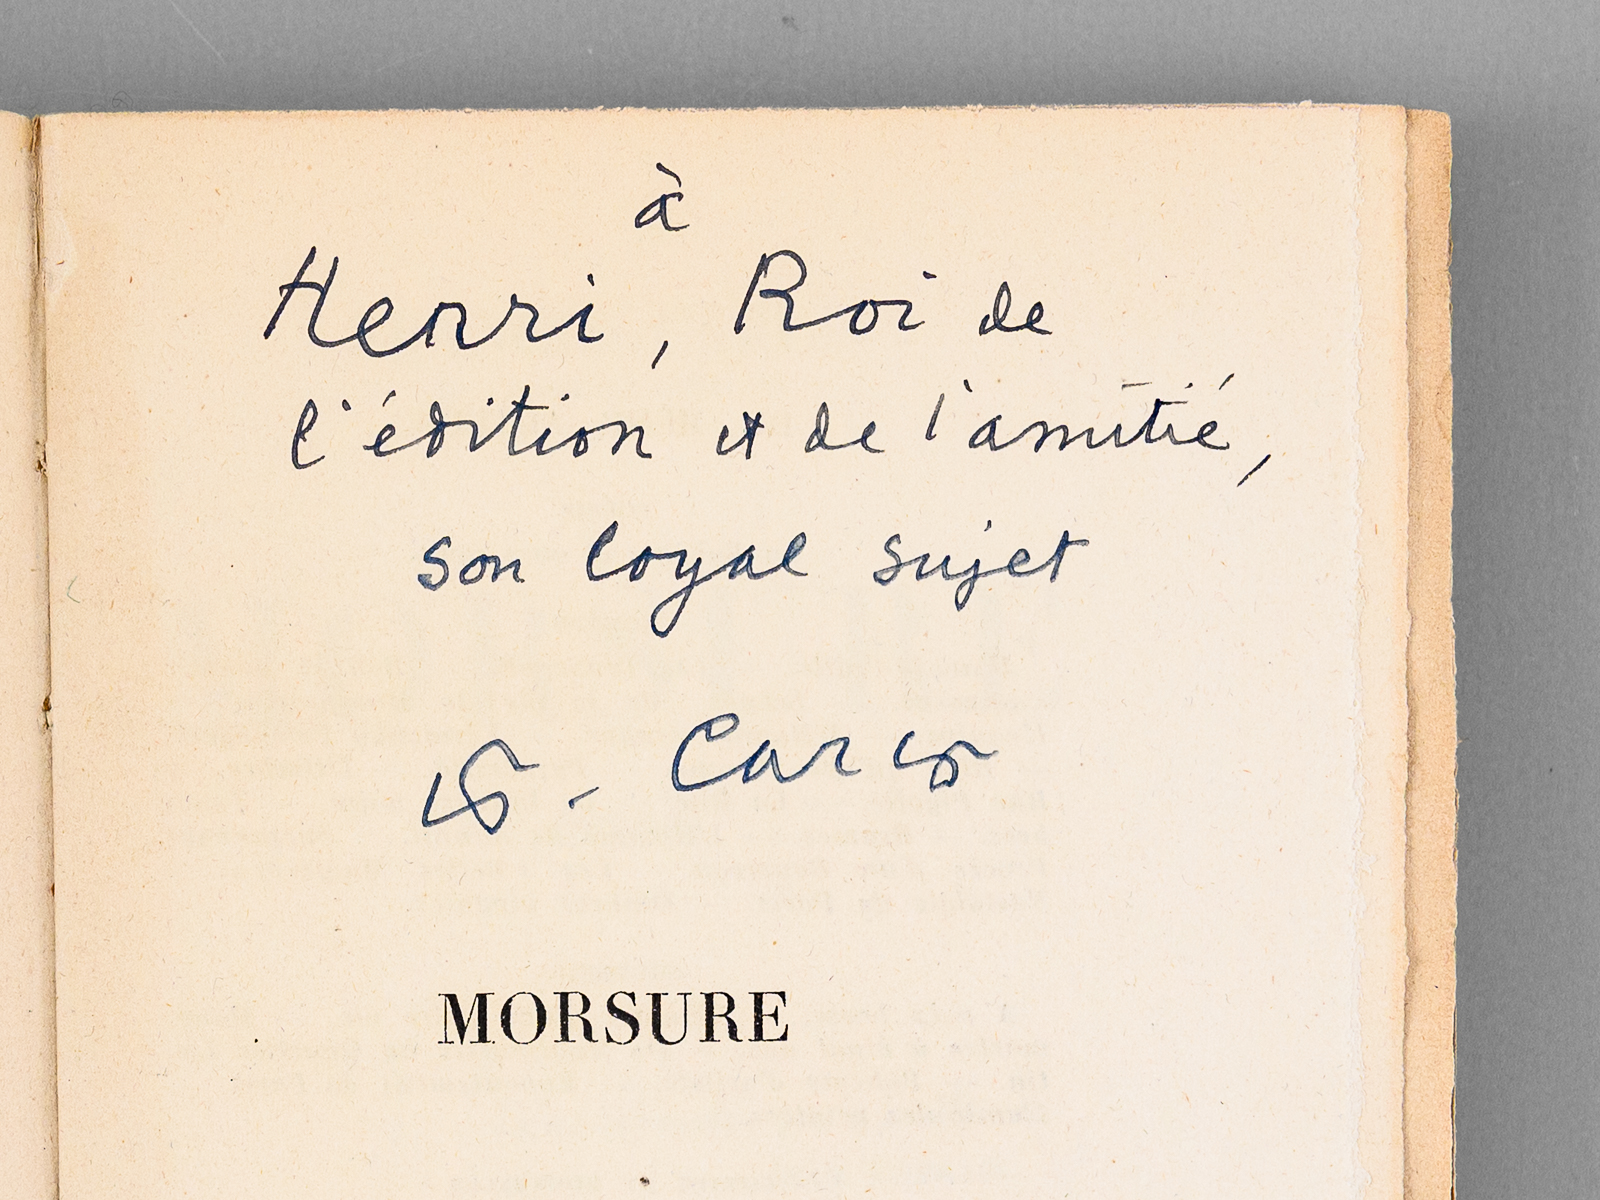 à
Henri, Roi de
l'édition et de l'amitié,
son loyal sujet
F. Carco
MORSURE